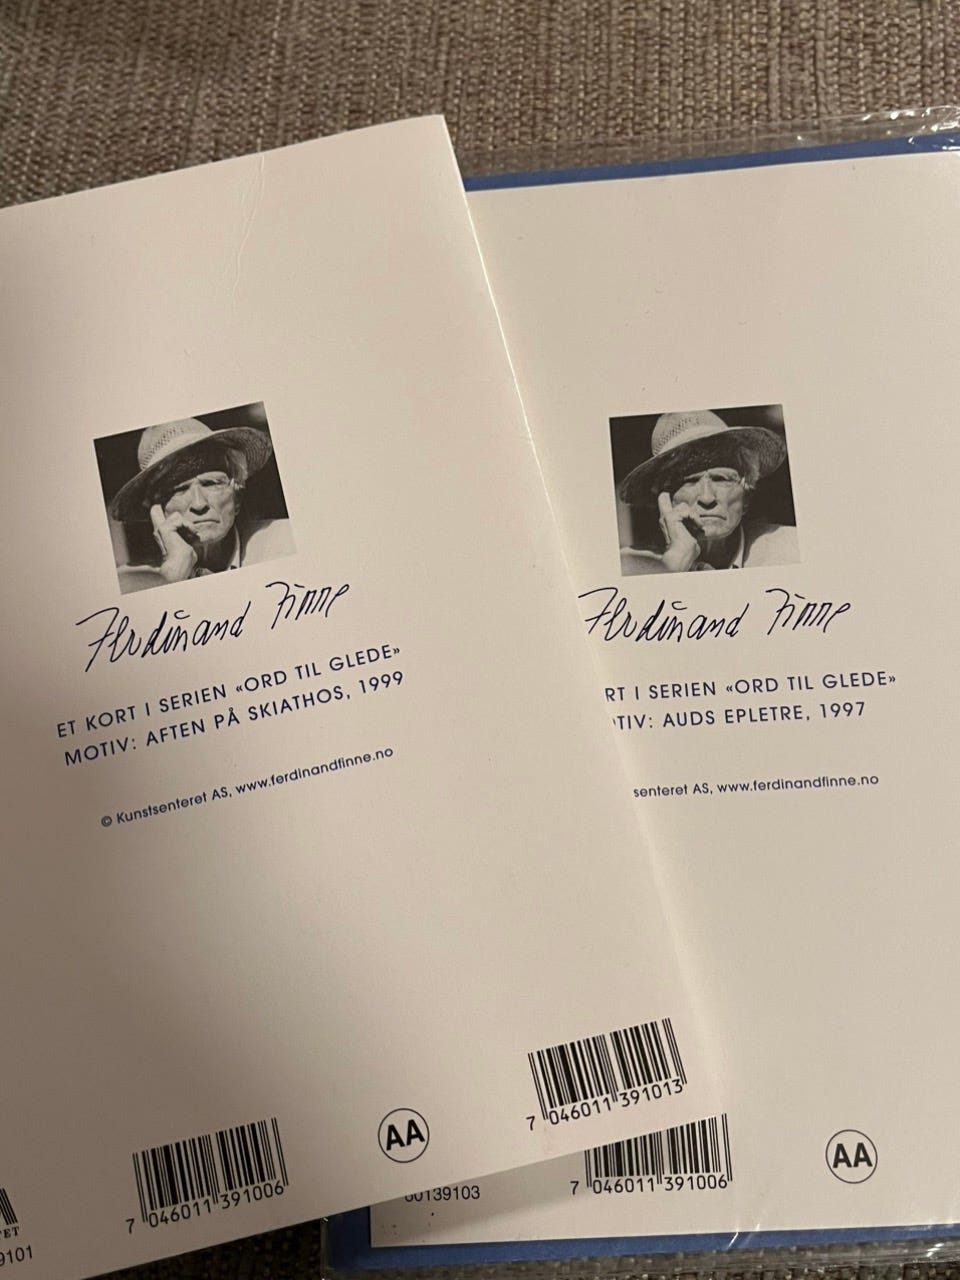 Ferdinand Finne
ET KORT I SERIEN «ORD TIL GLEDE»
MOTIV: AFTEN PÅ SKIATHOS, 1999
© Kunstsenteret AS, www.ferdinandfinne.no
7 046011 391013
AA
7 046011 391006
TET
9101
Ferdinand Finne
RT I SERIEN «ORD TIL GLEDE»
TIV: AUDS EPLETRE, 1997
senteret AS, www.ferdinandfinne.no
AA
7 046011 391006
00139103